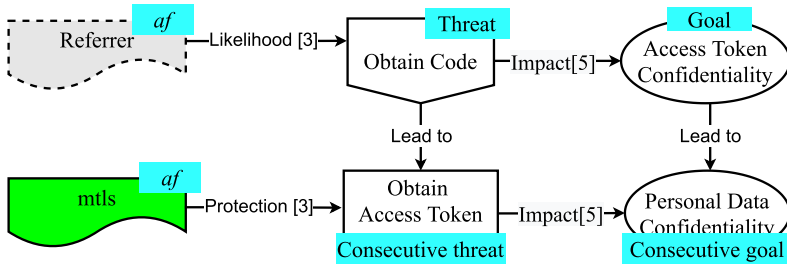 af
Referrer
Likelihood [3]
Threat
Obtain Code
Impact[5]
Goal
Access Token
Confidentiality
Lead to
Lead to
af
mtls
Protection [3]
Obtain
Access Token
Consecutive threat
Impact[5]
Personal Data
Confidentiality
Consecutive goal